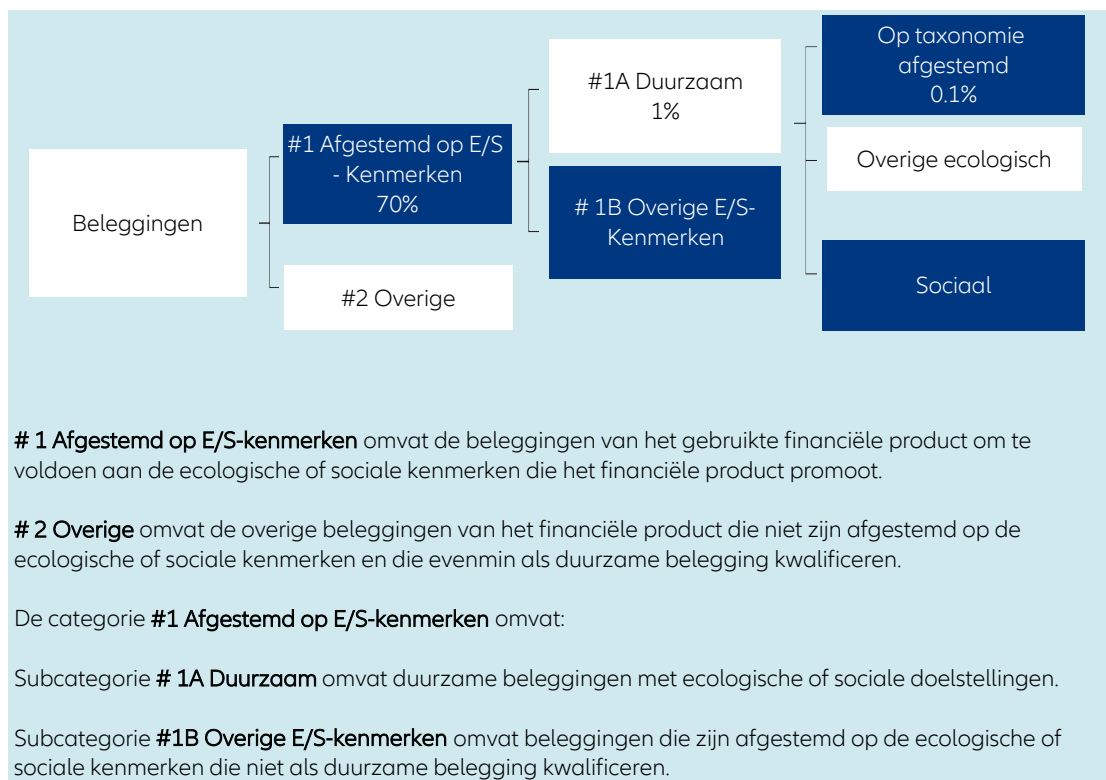 Beleggingen
#1 Afgestemd op E/S
- Kenmerken
70%
#2 Overige
#1A Duurzaam
1%
# 1B Overige E/S-
Kenmerken
Op taxonomie
afgestemd
0.1%
Overige ecologisch
Sociaal
# 1 Afgestemd op E/S-kenmerken omvat de beleggingen van het gebruikte financiële product om te
voldoen aan de ecologische of sociale kenmerken die het financiële product promoot.
# 2 Overige omvat de overige beleggingen van het financiële product die niet zijn afgestemd op de
ecologische of sociale kenmerken en die evenmin als duurzame belegging kwalificeren.
De categorie #1 Afgestemd op E/S-kenmerken omvat:
Subcategorie # 1A Duurzaam omvat duurzame beleggingen met ecologische of sociale doelstellingen.
Subcategorie #1B Overige E/S-kenmerken omvat beleggingen die zijn afgestemd op de ecologische of
sociale kenmerken die niet als duurzame belegging kwalificeren.